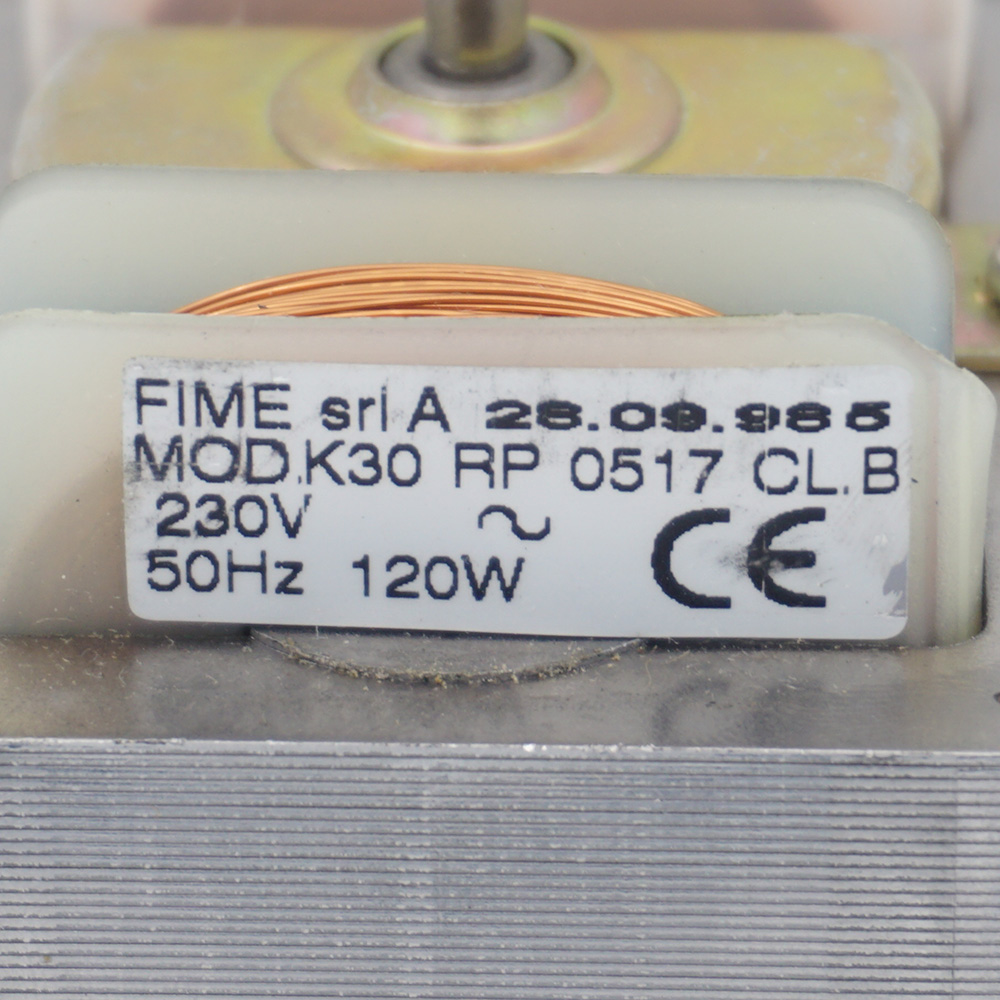 FIME srl A 28.09.985
MOD.K30 RP 0517 CL.B
230V ~ CE
50Hz 120W